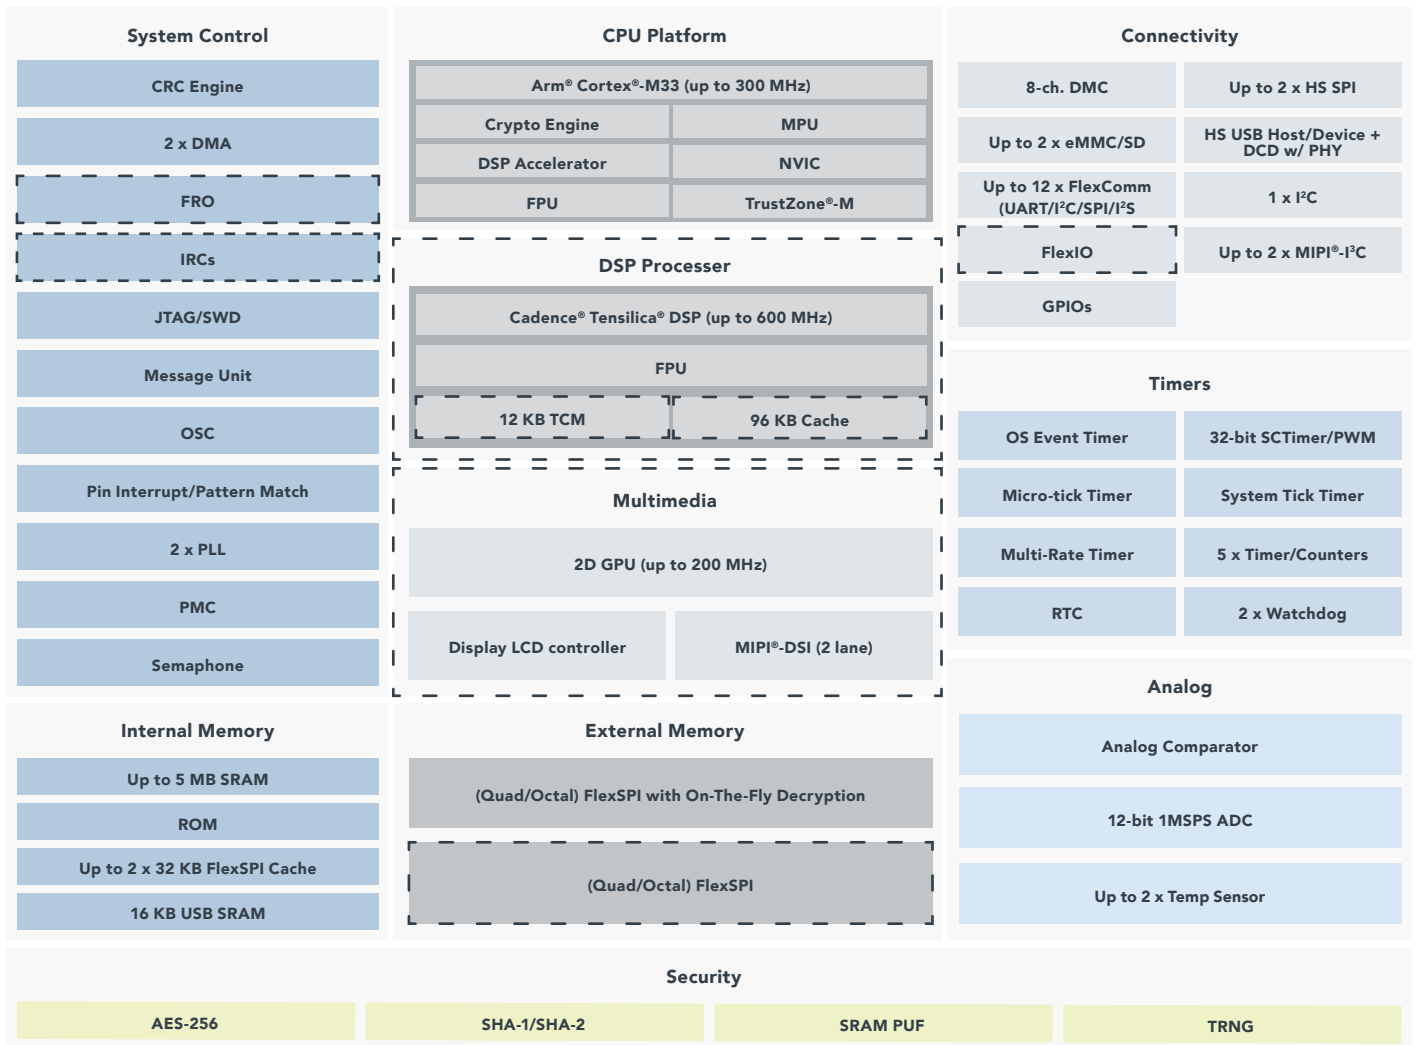 System Control
CRC Engine
2 x DMA
FRO
IRCs
JTAG/SWD
Message Unit
OSC
Pin Interrupt/Pattern Match
2 x PLL
PMC
Semaphone
CPU Platform
Arm® Cortex®-M33 (up to 300 MHz)
Crypto Engine
MPU
DSP Accelerator
NVIC
FPU
TrustZone®-M
DSP Processer
Cadence® Tensilica® DSP (up to 600 MHz)
FPU
12 KB TCM
96 KB Cache
Multimedia
2D GPU (up to 200 MHz)
Display LCD controller
MIPI®-DSI (2 lane)
Connectivity
8-ch. DMC
Up to 2 x HS SPI
Up to 2 x eMMC/SD
HS USB Host/Device +
DCD w/ PHY
Up to 12 x FlexComm
(UART/I²C/SPI/I²S
1 x I²C
FlexIO
Up to 2 x MIPI®-I³C
GPIOs
Timers
OS Event Timer
32-bit SCTimer/PWM
Micro-tick Timer
System Tick Timer
Multi-Rate Timer
5 x Timer/Counters
RTC
2 x Watchdog
Internal Memory
Up to 5 MB SRAM
ROM
Up to 2 x 32 KB FlexSPI Cache
16 KB USB SRAM
External Memory
(Quad/Octal) FlexSPI with On-The-Fly Decryption
(Quad/Octal) FlexSPI
Analog
Analog Comparator
12-bit 1MSPS ADC
Up to 2 x Temp Sensor
Security
AES-256
SHA-1/SHA-2
SRAM PUF
TRNG